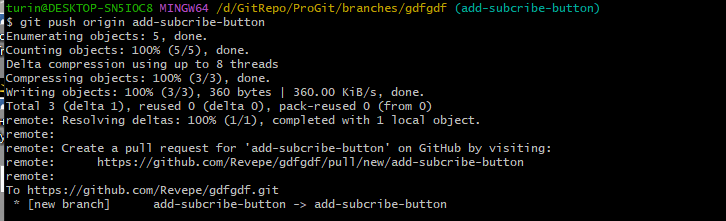 turin@DESKTOP-SN5IOC8 MINGW64 /d/GitRepo/ProGit/branches/gdfgdf (add-subcribe-button)
$ git push origin add-subcribe-button
Enumerating objects: 5, done.
Counting objects: 100% (5/5), done.
Delta compression using up to 8 threads
Compressing objects: 100% (3/3), done.
Writing objects: 100% (3/3), 360 bytes | 360.00 KiB/s, done.
Total 3 (delta 1), reused 0 (delta 0), pack-reused 0 (from 0)
remote: Resolving deltas: 100% (1/1), completed with 1 local object.
remote:
remote: Create a pull request for 'add-subcribe-button' on GitHub by visiting:
remote:      https://github.com/Revepe/gdfgdf/pull/new/add-subcribe-button
remote:
To https://github.com/Revepe/gdfgdf.git
 * [new branch]      add-subcribe-button -> add-subcribe-button